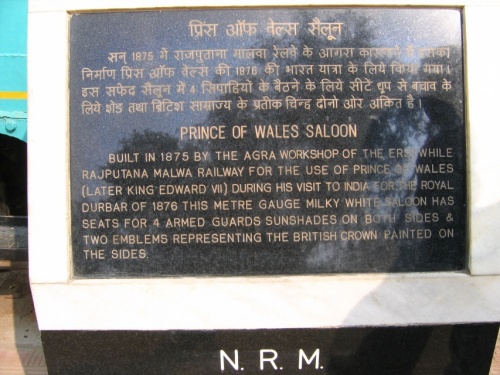 प्रिंस ऑफ वेल्स सैलून
सन् 1875 में राजपूताना मालवा रेलवे के आगरा कारखाने में इसका
निर्माण प्रिंस ऑफ वेल्स की 1876 की भारत यात्रा के लिये किया गया।
इस सफेद सैलून में 4 सिपाहियों के बैठने के लिये सीटे धूप से बचाव के
लिये शेड तथा ब्रिटिश साम्राज्य के प्रतीक चिन्ह दोनो ओर अंकित है।
PRINCE OF WALES SALOON
BUILT IN 1875 BY THE AGRA WORKSHOP OF THE ERSTWHILE
RAJPUTANA MALWA RAILWAY FOR THE USE OF PRINCE OF WALES
(LATER KING EDWARD VII) DURING HIS VISIT TO INDIA FOR THE ROYAL
DURBAR OF 1876 THIS METRE GAUGE MILKY WHITE SALOON HAS
SEATS FOR 4 ARMED GUARDS SUNSHADES ON BOTH SIDES &
TWO EMBLEMS REPRESENTING THE BRITISH CROWN PAINTED ON
THE SIDES.
N. R. M.